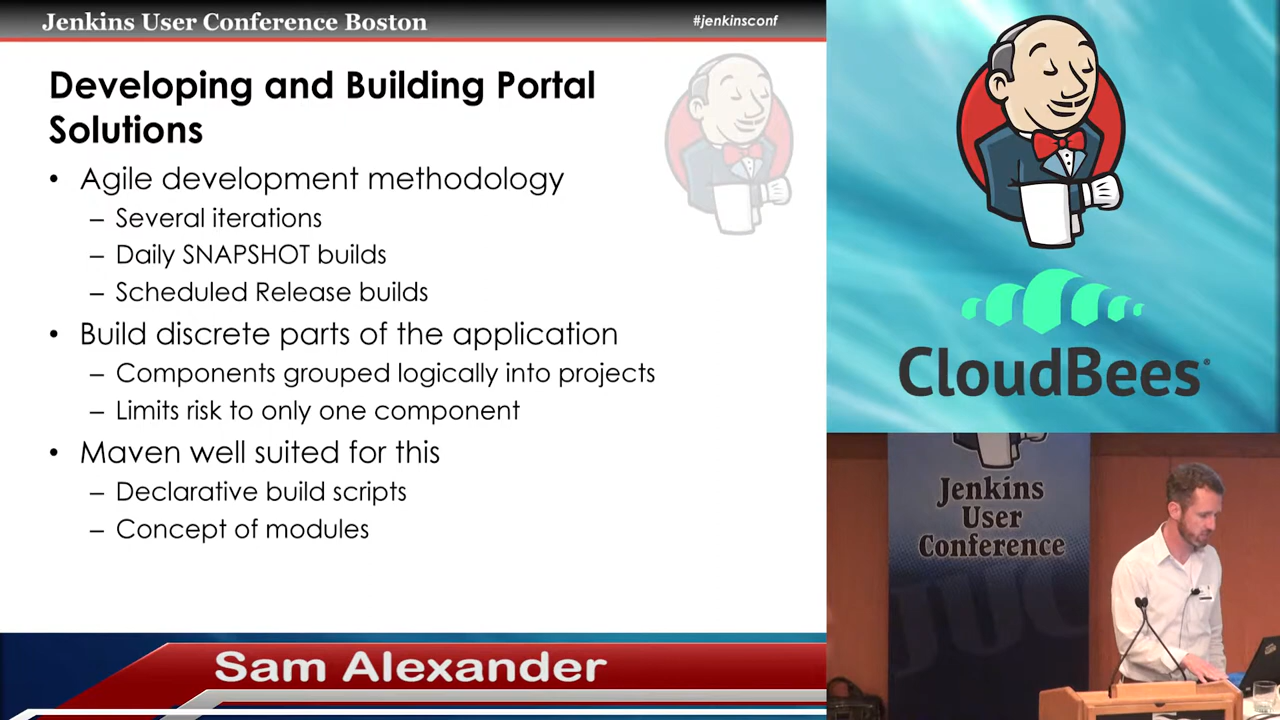 Jenkins User Conference Boston
#jenkinsconf
Developing and Building Portal
Solutions
• Agile development methodology
– Several iterations
– Daily SNAPSHOT builds
– Scheduled Release builds
• Build discrete parts of the application
– Components grouped logically into projects
– Limits risk to only one component
• Maven well suited for this
– Declarative build scripts
– Concept of modules
Sam Alexander
CloudBees®
Jenkins
User
Conference
JUC